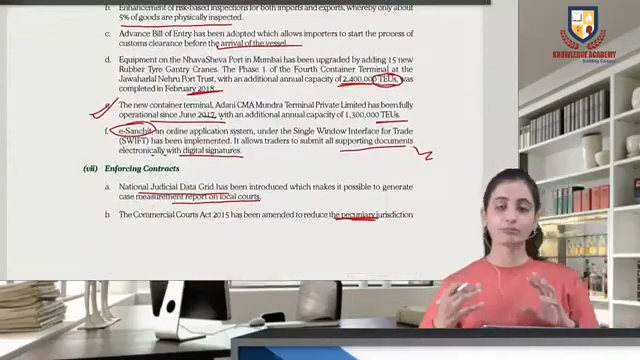 b. Enhancement of risk-based inspections for both imports and exports, whereby only about
5% of goods are physically inspected.
c. Advance Bill of Entry has been adopted which allows importers to start the process of
customs clearance before the arrival of the vessel.
d. Equipment on the NhavaSheva Port in Mumbai has been upgraded by adding 15 new
Rubber Tyre Gantry Cranes. The Phase 1 of the Fourth Container Terminal at the
Jawaharlal Nehru Port Trust, with an additional annual capacity of 2,400,000 TEUs, was
completed in February 2018.
e. The new container terminal, Adani CMA Mundra Terminal Private Limited has been fully
operational since June 2017, with an additional annual capacity of 1,300,000 TEUs.
f. e-Sanchit, an online application system, under the Single Window Interface for Trade
(SWIFT) has been implemented. It allows traders to submit all supporting documents
electronically with digital signatures.
(vii) Enforcing Contracts
a. National Judicial Data Grid has been introduced which makes it possible to generate
case measurement report on local courts.
b. The Commercial Courts Act 2015 has been amended to reduce the pecuniary jurisdiction
KNOWLEDGE ACADEMY
Building Careers